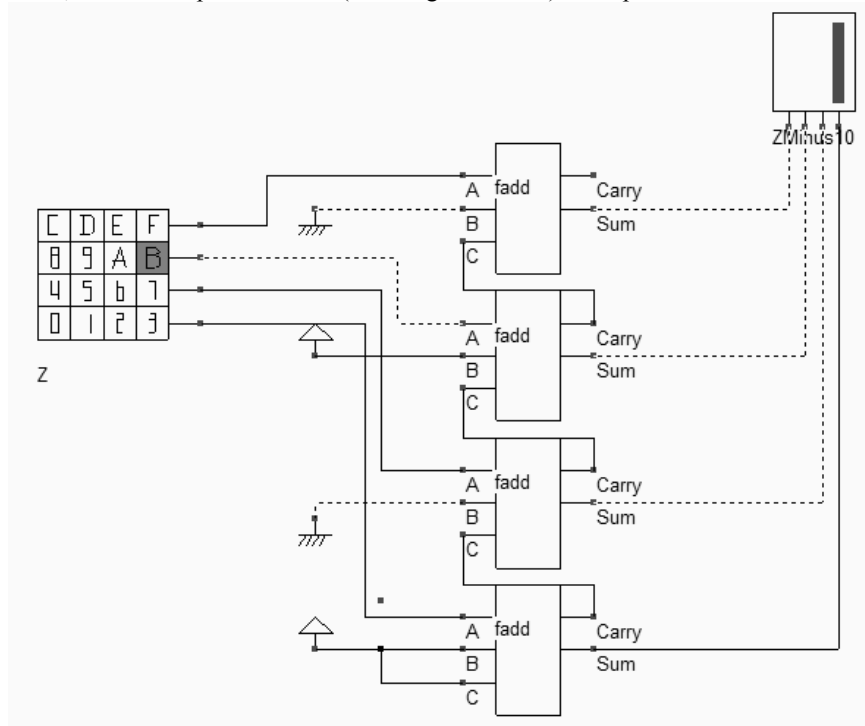 ZMinus10
A fadd Carry
B Sum
C
C D E F
8 9 A B
4 5 6 7
0 1 2 3
Z
A fadd Carry
B Sum
C
A fadd Carry
B Sum
C
A fadd Carry
B Sum
C